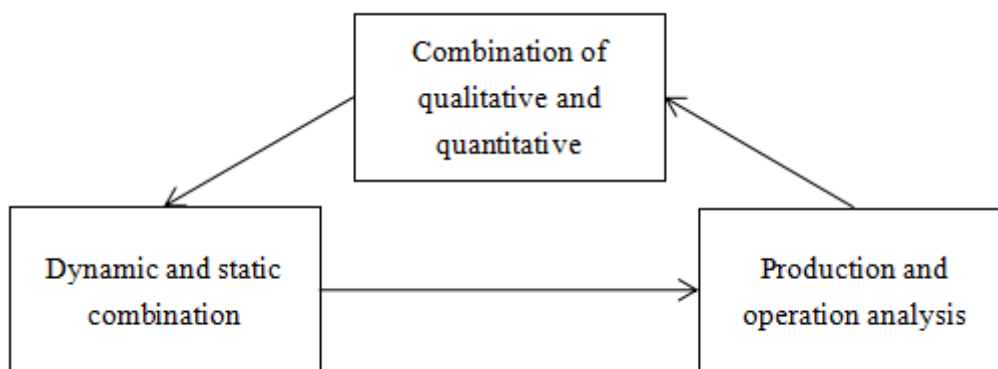 Combination of
qualitative and
quantitative
Dynamic and static
combination
Production and
operation analysis